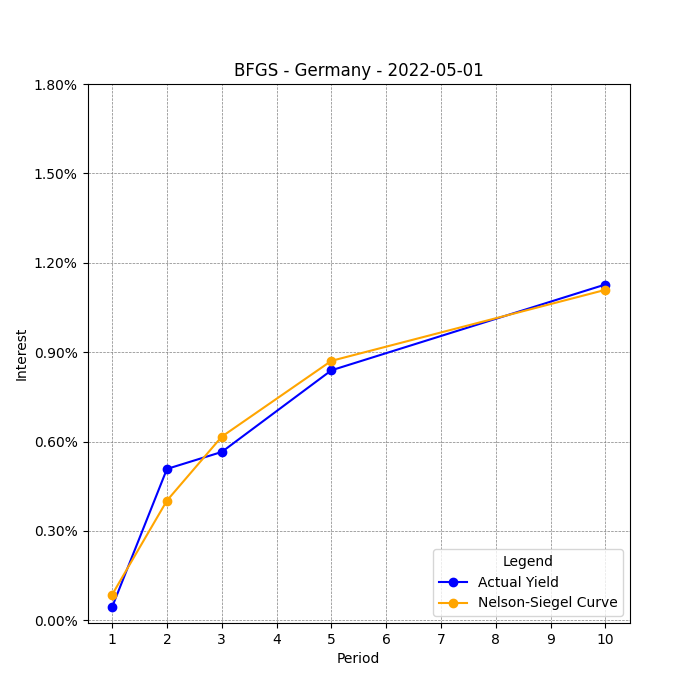 BFGS - Germany - 2022-05-01
1.80%
1.50%
1.20%
0.90%
0.60%
0.30%
0.00%
Interest
1 2 3 4 5 6 7 8 9 10
Period
Legend
Actual Yield
Nelson-Siegel Curve